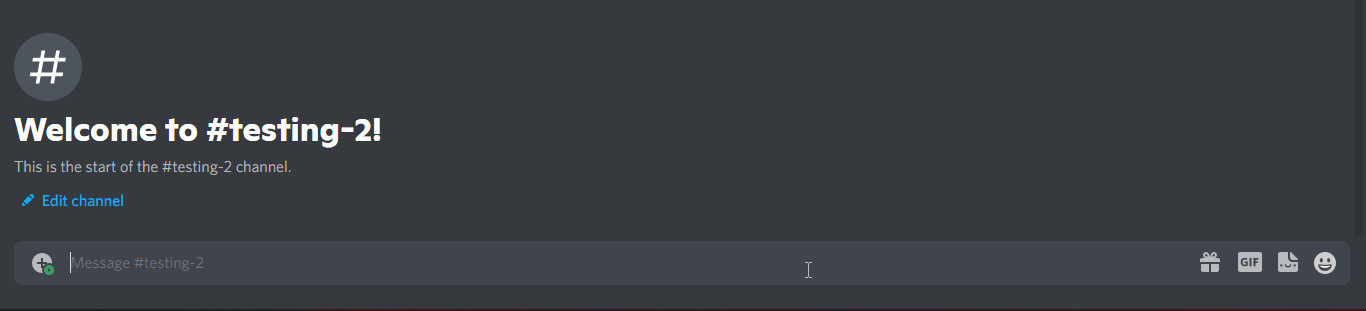 #
Welcome to #testing-2!
This is the start of the #testing-2 channel.
Edit channel
Message #testing-2
GIF